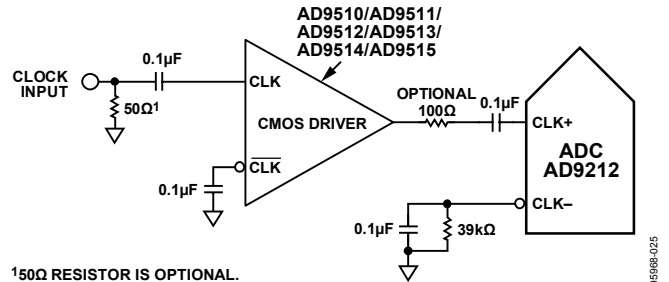 AD9510/AD9511/
AD9512/AD9513/
AD9514/AD9515
CLOCK
INPUT
0.1µF
50Ω1
CLK
CMOS DRIVER
CLK
0.1µF
OPTIONAL
100Ω
0.1µF
CLK+
ADC
AD9212
CLK–
0.1µF
39kΩ
150Ω RESISTOR IS OPTIONAL.
05968-025